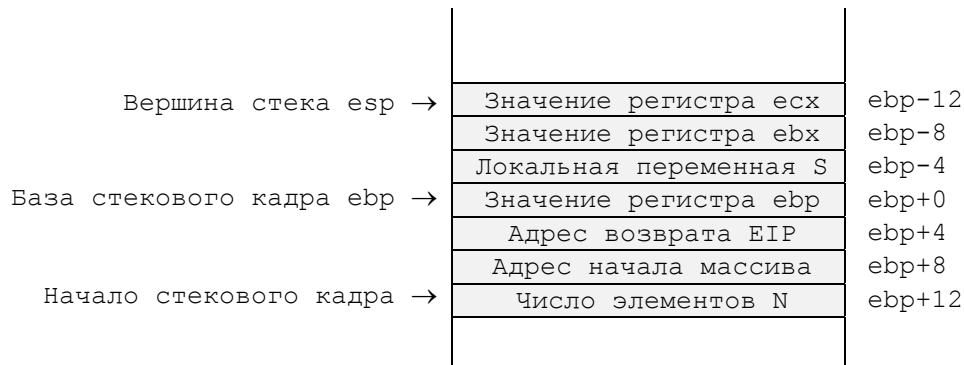 Вершина стека esp → Значение регистра ecx ebp-12
Значение регистра ebx ebp-8
Локальная переменная S ebp-4
База стекового кадра ebp → Значение регистра ebp ebp+0
Адрес возврата EIP ebp+4
Адрес начала массива ebp+8
Начало стекового кадра → Число элементов N ebp+12